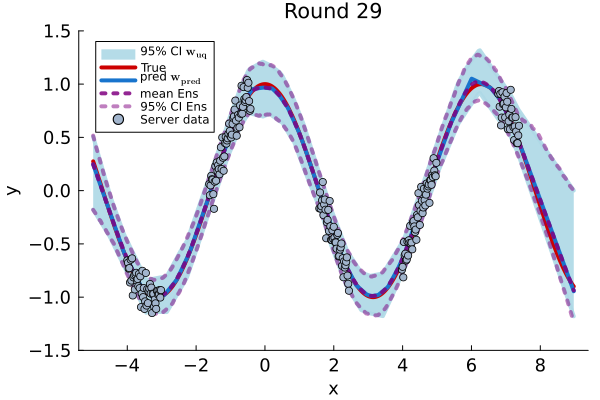 Round 29
1.5
1.0
0.5
0.0
−0.5
−1.0
−1.5
y
95% CI w_uq
True
pred w_pred
mean Ens
95% CI Ens
Server data
−4 −2 0 2 4 6 8
x